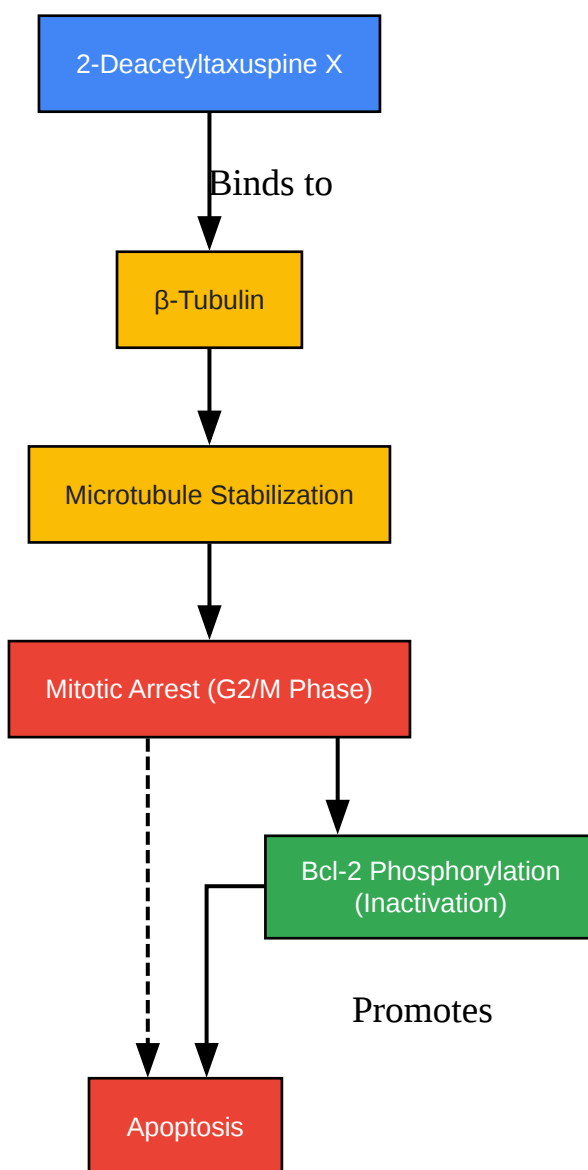 2-Deacetyltaxuspine X
Binds to
β-Tubulin
Microtubule Stabilization
Mitotic Arrest (G2/M Phase)
Bcl-2 Phosphorylation
(Inactivation)
Promotes
Apoptosis